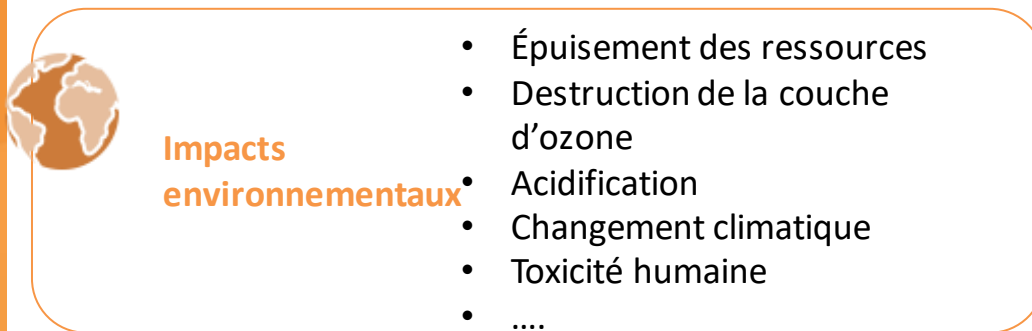 Impacts
environnementaux
• Épuisement des ressources
• Destruction de la couche
d’ozone
• Acidification
• Changement climatique
• Toxicité humaine
• ....